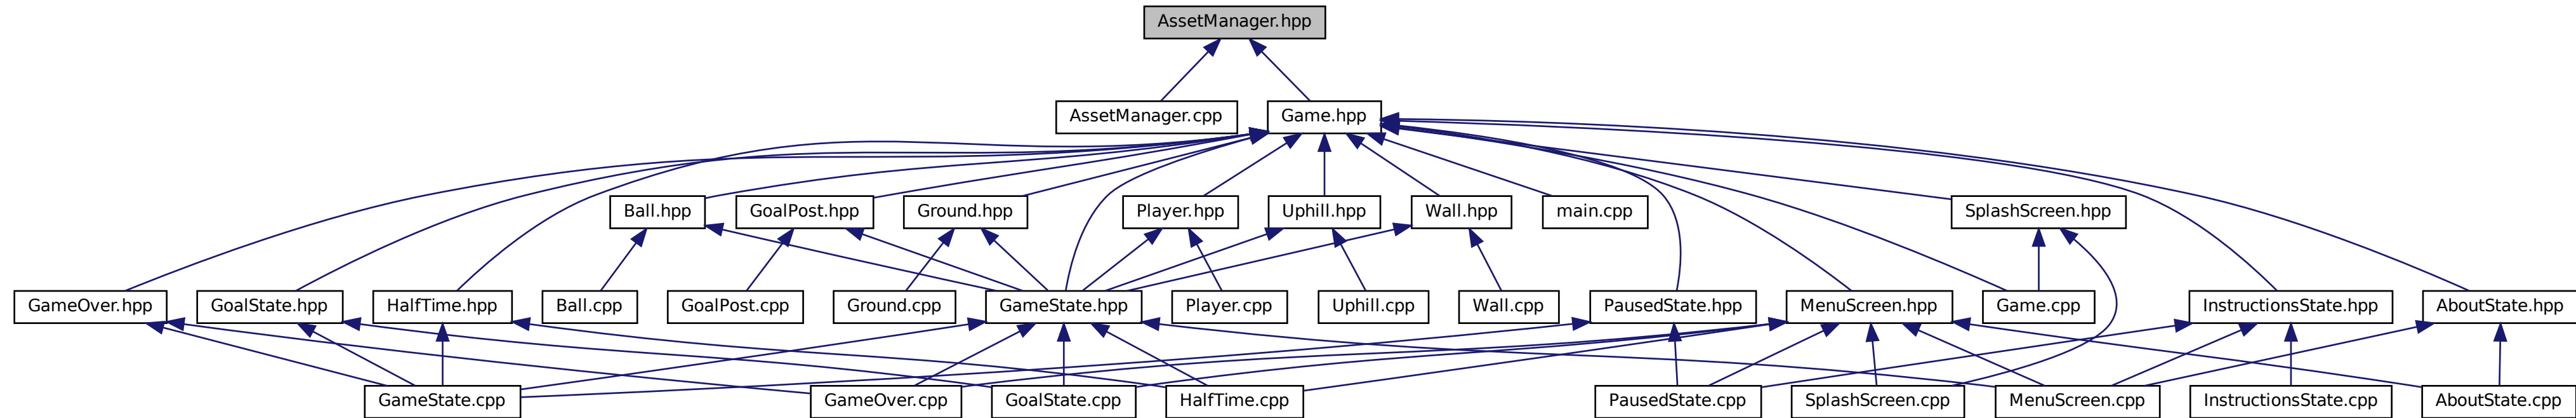 AssetManager.hpp
AssetManager.cpp
Game.hpp
Ball.hpp
GoalPost.hpp
Ground.hpp
Player.hpp
Uphill.hpp
Wall.hpp
main.cpp
SplashScreen.hpp
GameOver.hpp
GoalState.hpp
HalfTime.hpp
Ball.cpp
GoalPost.cpp
Ground.cpp
GameState.hpp
Player.cpp
Uphill.cpp
Wall.cpp
PausedState.hpp
MenuScreen.hpp
Game.cpp
InstructionsState.hpp
AboutState.hpp
GameState.cpp
GameOver.cpp
GoalState.cpp
HalfTime.cpp
PausedState.cpp
SplashScreen.cpp
MenuScreen.cpp
InstructionsState.cpp
AboutState.cpp